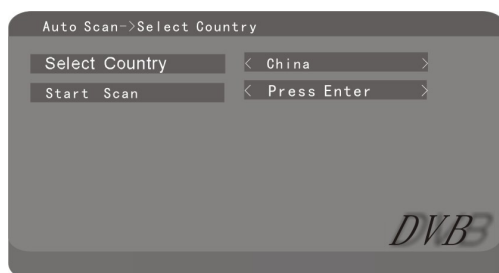 Auto Scan->Select Country
Select Country < China >
Start Scan < Press Enter >
DVB